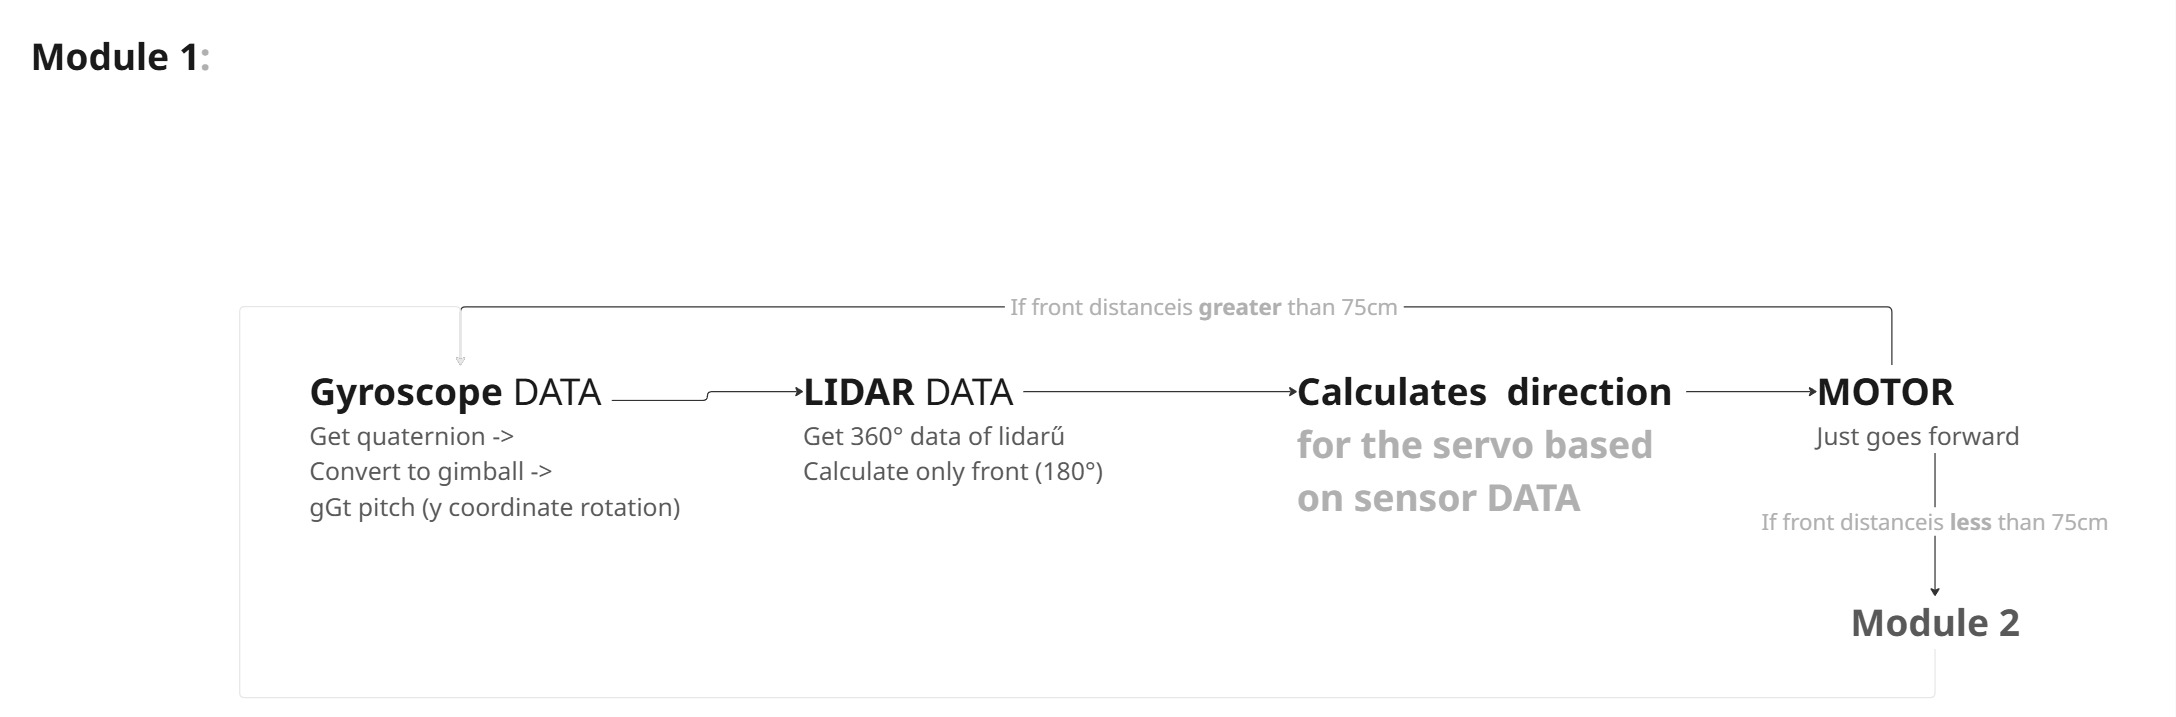 Module 1:
If front distanceis greater than 75cm
Gyroscope DATA
Get quaternion ->
Convert to gimball ->
gGt pitch (y coordinate rotation)
LIDAR DATA
Get 360° data of lidarű
Calculate only front (180°)
Calculates  direction
for the servo based
on sensor DATA
MOTOR
Just goes forward
If front distanceis less than 75cm
Module 2